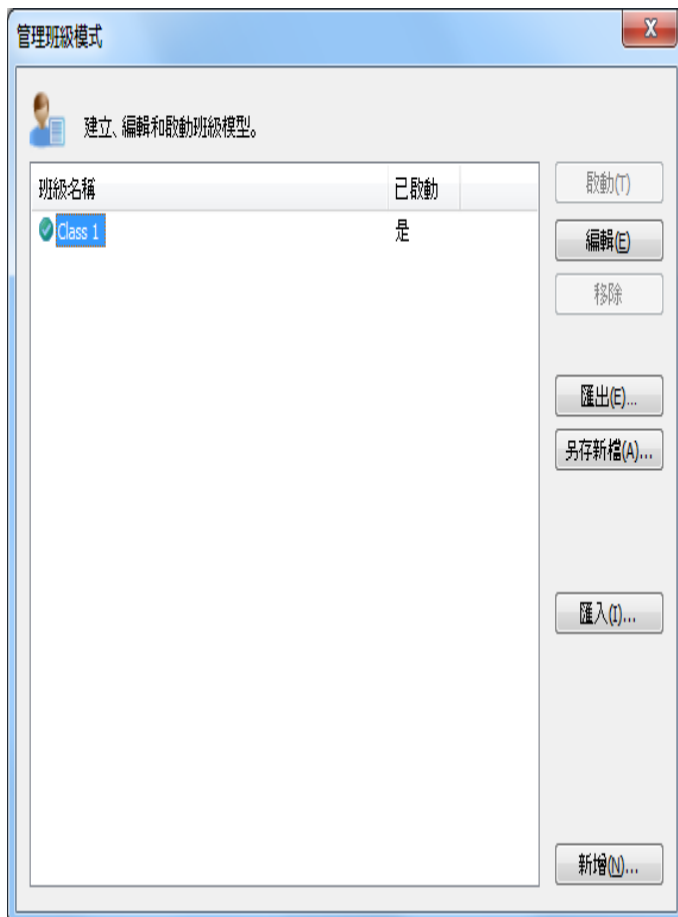 管理班級模式
建立、編輯和啟動班級模型。
班級名稱 已啟動
Class 1 是
啟動(T)
編輯(E)
移除
匯出(E)...
另存新檔(A)...
匯入(I)...
新增(N)...